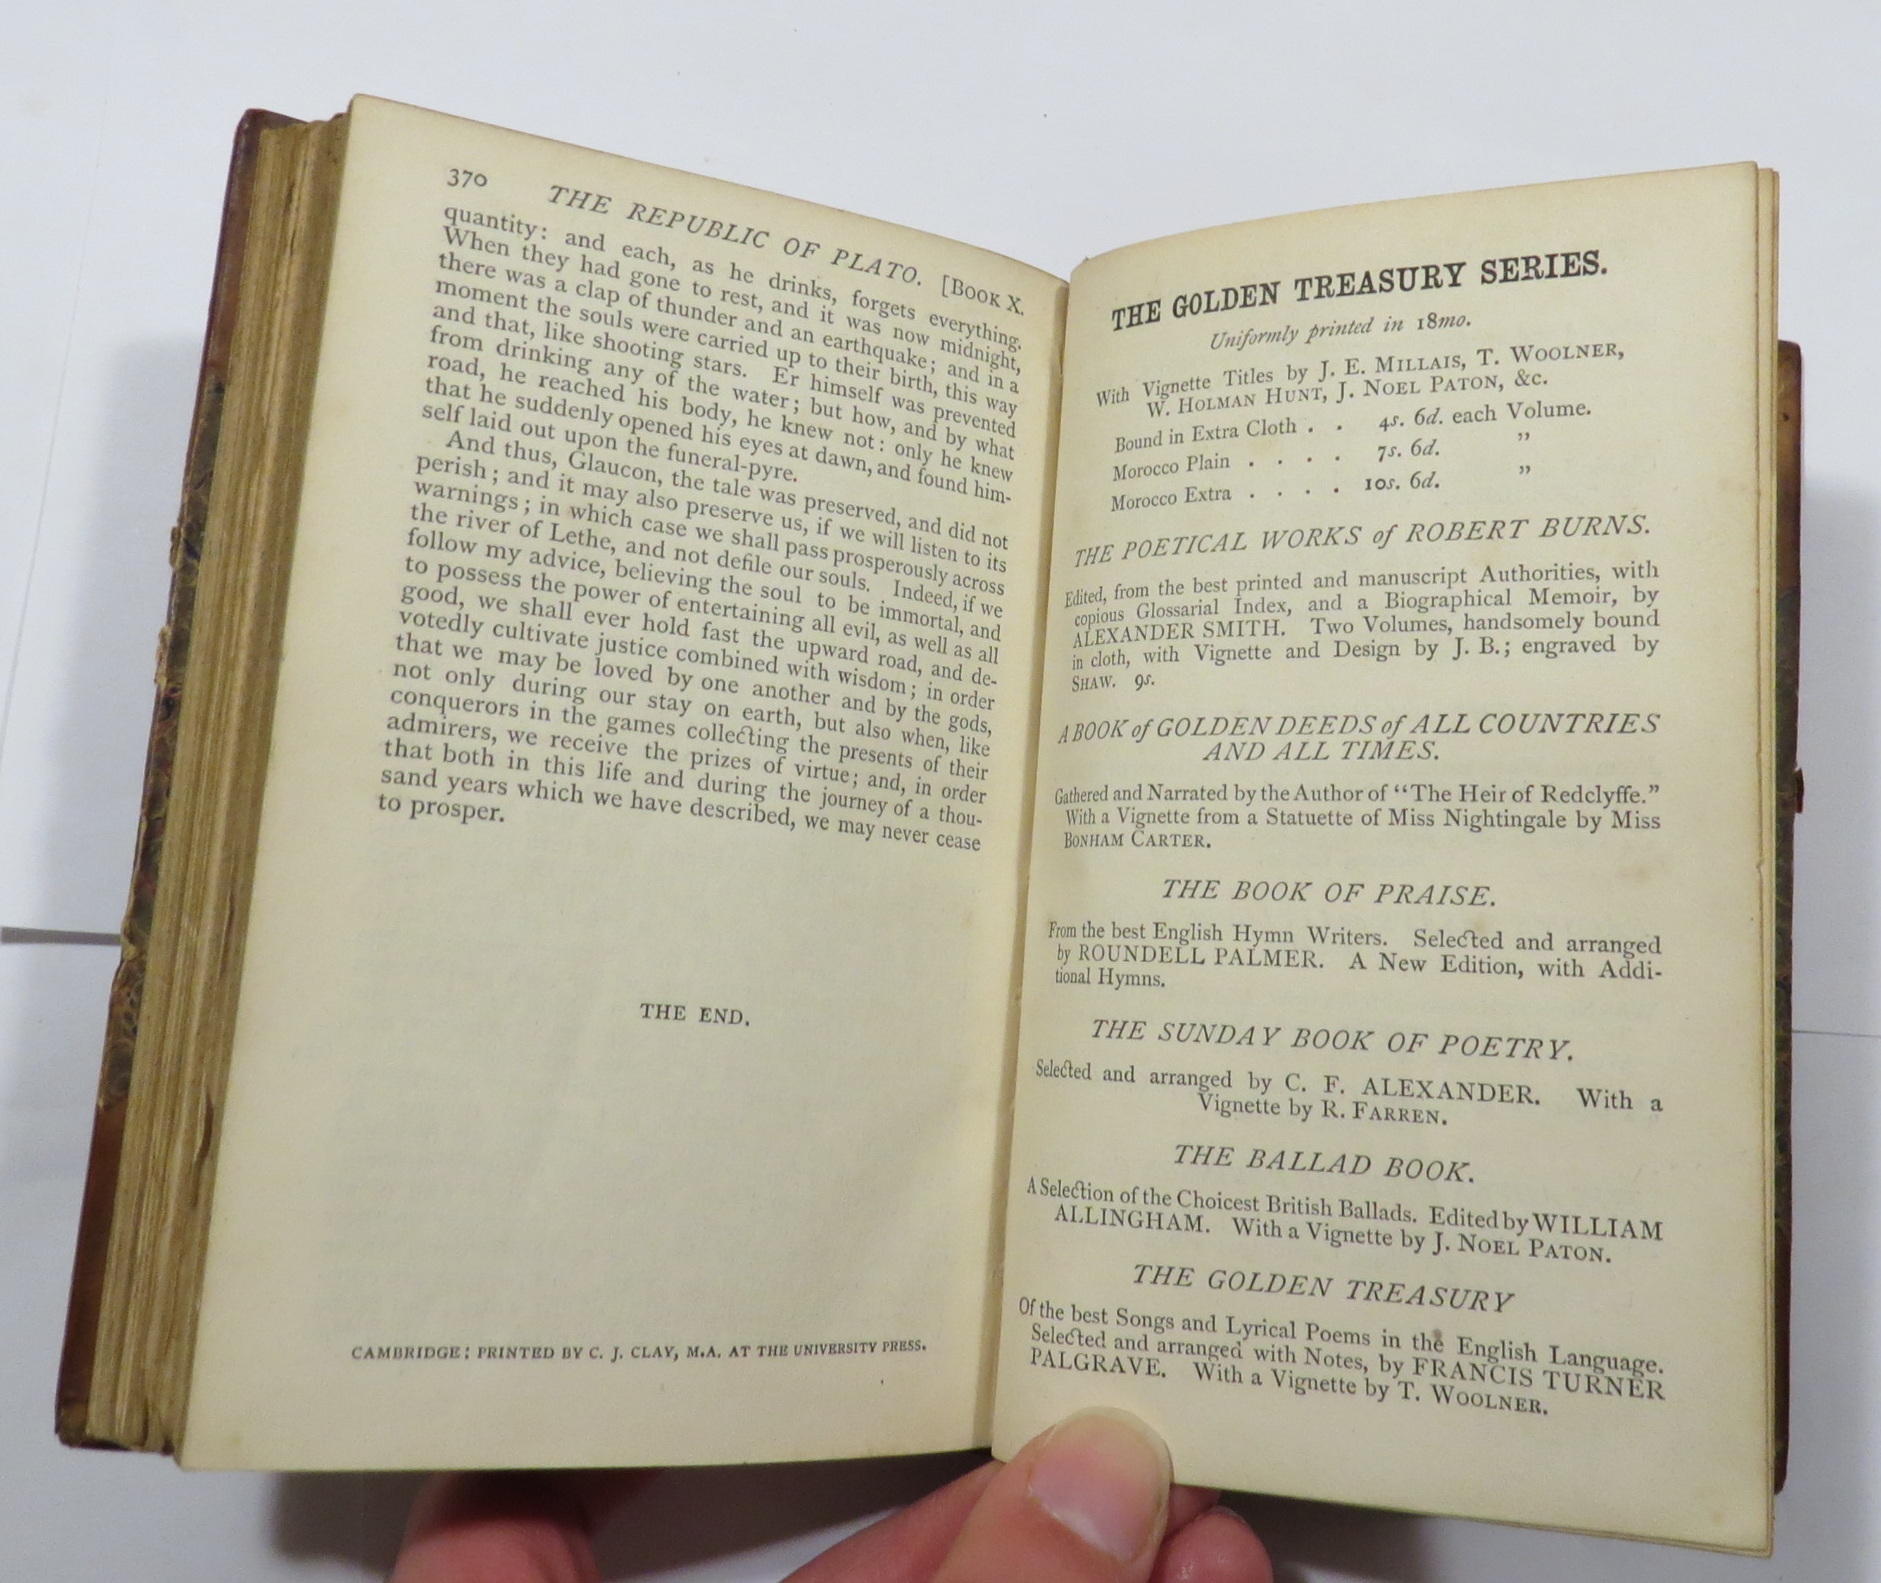 370 THE REPUBLIC OF PLATO. [BOOK X.
quantity: and each, as he drinks, forgets everything.
When they had gone to rest, and it was now midnight,
there was a clap of thunder and an earthquake; and in a
moment the souls were carried up to their birth, this way
and that, like shooting stars. Er himself was prevented
from drinking any of the water; but how, and by what
road, he reached his body, he knew not: only he knew
that he suddenly opened his eyes at dawn, and found him-
self laid out upon the funeral-pyre.
And thus, Glaucon, the tale was preserved, and did not
perish; and it may also preserve us, if we will listen to its
warnings; in which case we shall pass prosperously across
the river of Lethe, and not defile our souls. Indeed, if we
follow my advice, believing the soul to be immortal, and
to possess the power of entertaining all evil, as well as all
good, we shall ever hold fast the upward road, and de-
votedly cultivate justice combined with wisdom; in order
that we may be loved by one another and by the gods,
not only during our stay on earth, but also when, like
conquerors in the games collecting the presents of their
admirers, we receive the prizes of virtue; and, in order
that both in this life and during the journey of a thou-
sand years which we have described, we may never cease
to prosper.
THE END.
CAMBRIDGE: PRINTED BY C. J. CLAY, M.A. AT THE UNIVERSITY PRESS.
THE GOLDEN TREASURY SERIES.
Uniformly printed in 18mo.
With Vignette Titles by J. E. MILLAIS, T. WOOLNER,
W. HOLMAN HUNT, J. NOEL PATON, &c.
Bound in Extra Cloth . . 4s. 6d. each Volume.
Morocco Plain . . . . 7s. 6d. ”
Morocco Extra . . . . 10s. 6d. ”
THE POETICAL WORKS of ROBERT BURNS.
Edited, from the best printed and manuscript Authorities, with
copious Glossarial Index, and a Biographical Memoir, by
ALEXANDER SMITH. Two Volumes, handsomely bound
in cloth, with Vignette and Design by J. B.; engraved by
SHAW. 9s.
A BOOK of GOLDEN DEEDS of ALL COUNTRIES
AND ALL TIMES.
Gathered and Narrated by the Author of “The Heir of Redclyffe.”
With a Vignette from a Statuette of Miss Nightingale by Miss
BONHAM CARTER.
THE BOOK OF PRAISE.
From the best English Hymn Writers. Selected and arranged
by ROUNDELL PALMER. A New Edition, with Addi-
tional Hymns.
THE SUNDAY BOOK OF POETRY.
Selected and arranged by C. F. ALEXANDER. With a
Vignette by R. FARREN.
THE BALLAD BOOK.
A Selection of the Choicest British Ballads. Edited by WILLIAM
ALLINGHAM. With a Vignette by J. NOEL PATON.
THE GOLDEN TREASURY
Of the best Songs and Lyrical Poems in the English Language.
Selected and arranged with Notes, by FRANCIS TURNER
PALGRAVE. With a Vignette by T. WOOLNER.